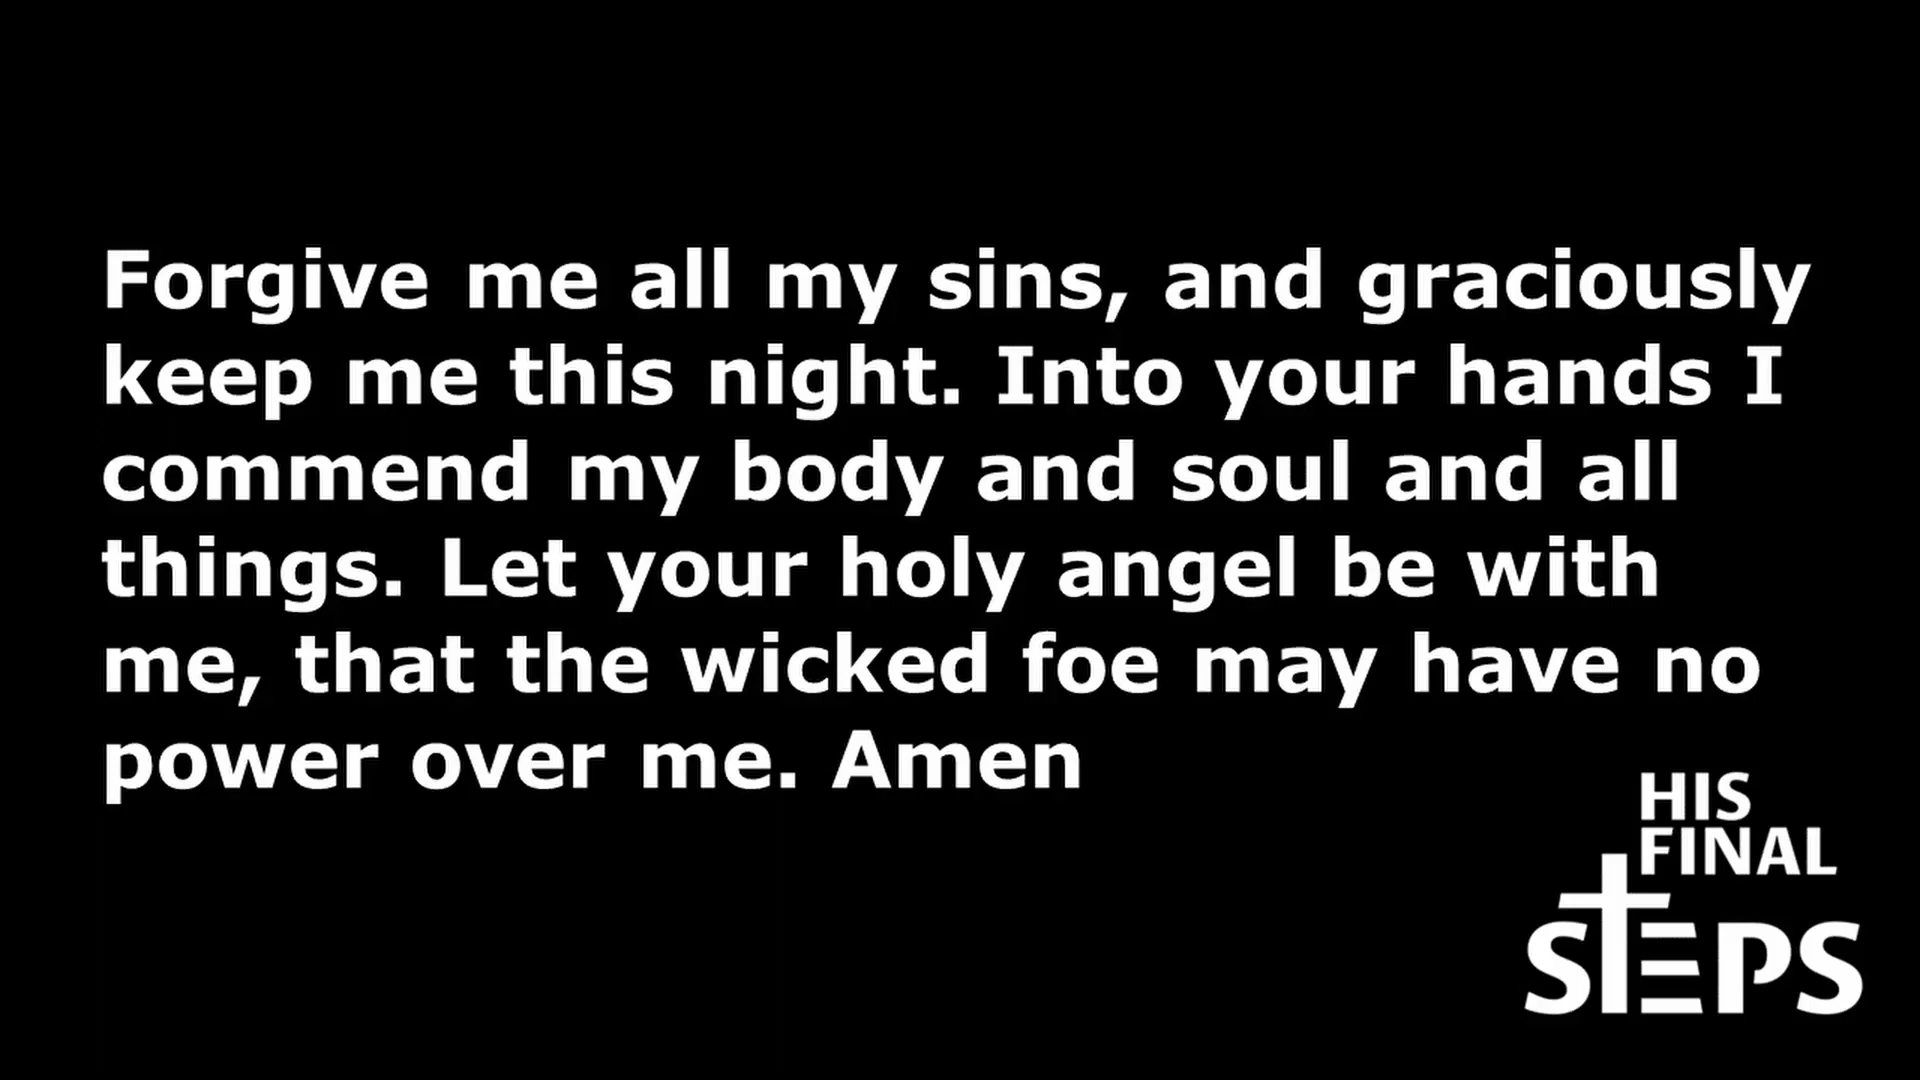 Forgive me all my sins, and graciously
keep me this night. Into your hands I
commend my body and soul and all
things. Let your holy angel be with
me, that the wicked foe may have no
power over me. Amen
HIS
FINAL
STEPS